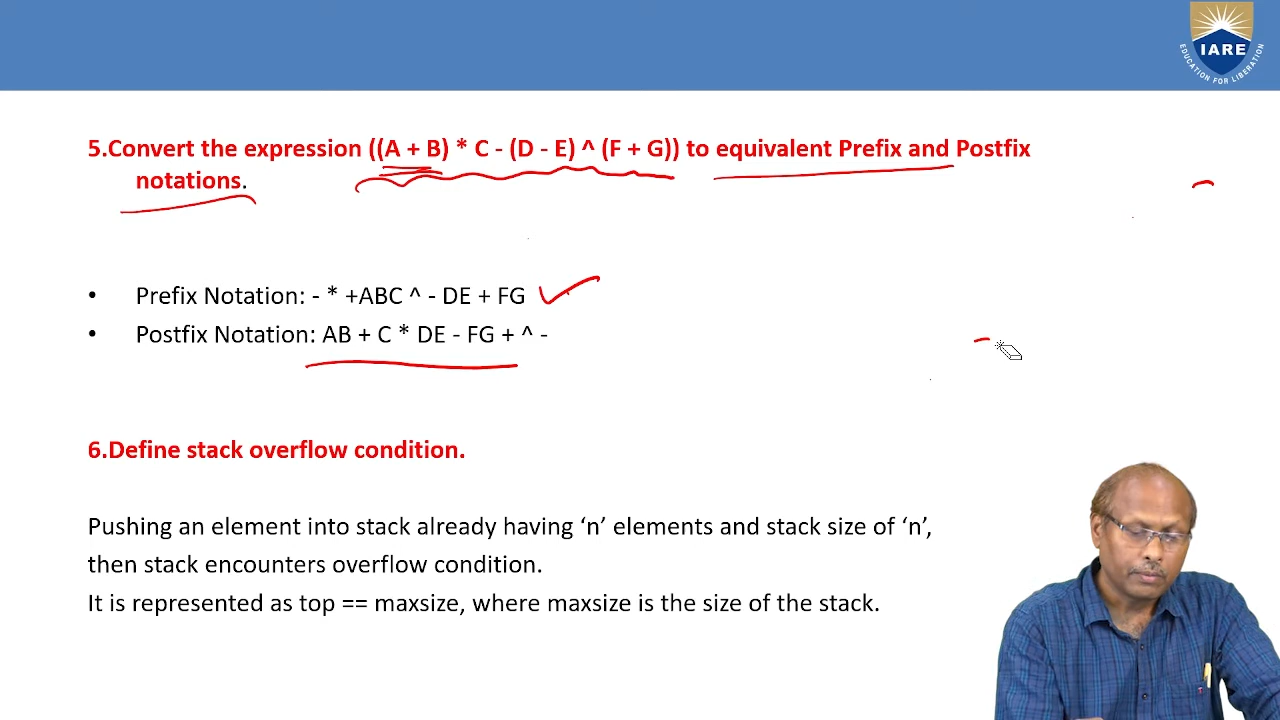 IARE
EDUCATION FOR LIBERATION
5.Convert the expression ((A + B) * C - (D - E) ^ (F + G)) to equivalent Prefix and Postfix
notations.
• Prefix Notation: - * +ABC ^ - DE + FG
• Postfix Notation: AB + C * DE - FG + ^ -
6.Define stack overflow condition.
Pushing an element into stack already having ‘n’ elements and stack size of ‘n’,
then stack encounters overflow condition.
It is represented as top == maxsize, where maxsize is the size of the stack.